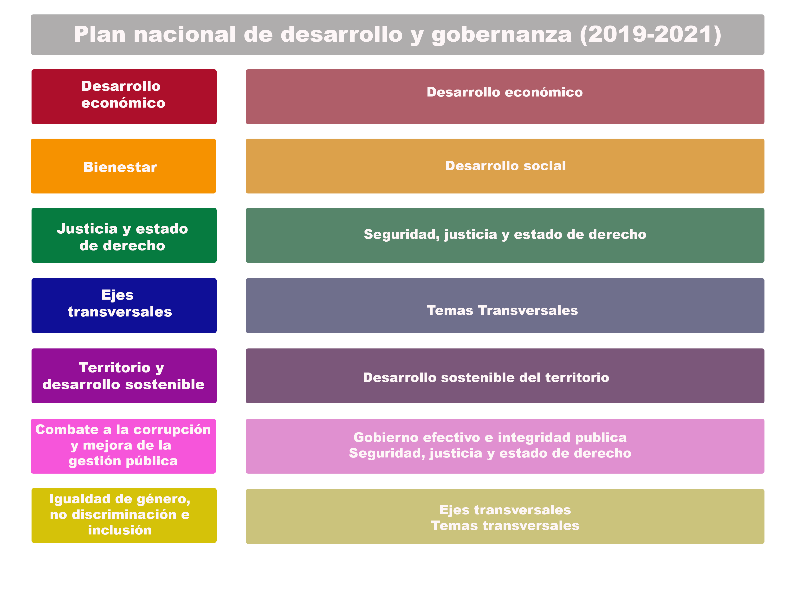 Plan nacional de desarrollo y gobernanza (2019-2021)
Desarrollo
económico
Desarrollo económico
Bienestar
Desarrollo social
Justicia y estado
de derecho
Seguridad, justicia y estado de derecho
Ejes
transversales
Temas Transversales
Territorio y
desarrollo sostenible
Desarrollo sostenible del territorio
Combate a la corrupción
y mejora de la
gestión pública
Gobierno efectivo e integridad publica
Seguridad, justicia y estado de derecho
Igualdad de género,
no discriminación e
inclusión
Ejes transversales
Temas transversales